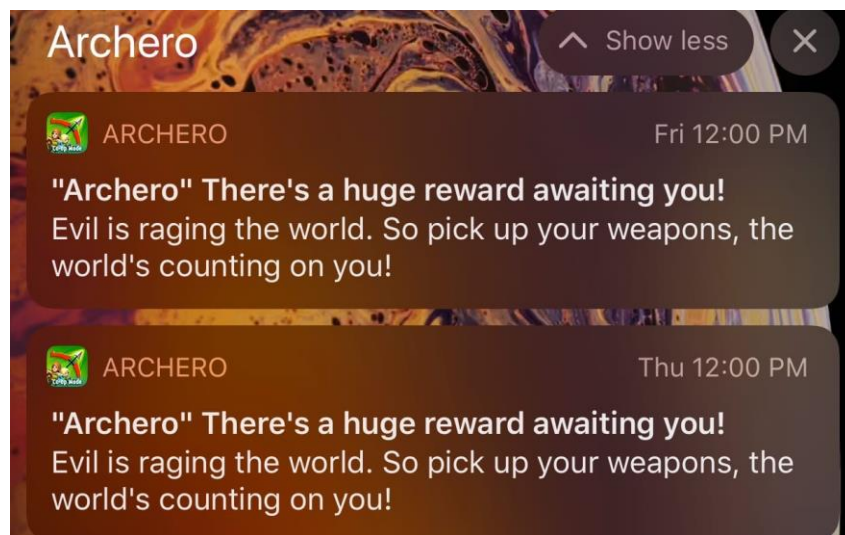 Archero
Show less
ARCHERO
Fri 12:00 PM
"Archero" There's a huge reward awaiting you!
Evil is raging the world. So pick up your weapons, the
world's counting on you!
ARCHERO
Thu 12:00 PM
"Archero" There's a huge reward awaiting you!
Evil is raging the world. So pick up your weapons, the
world's counting on you!